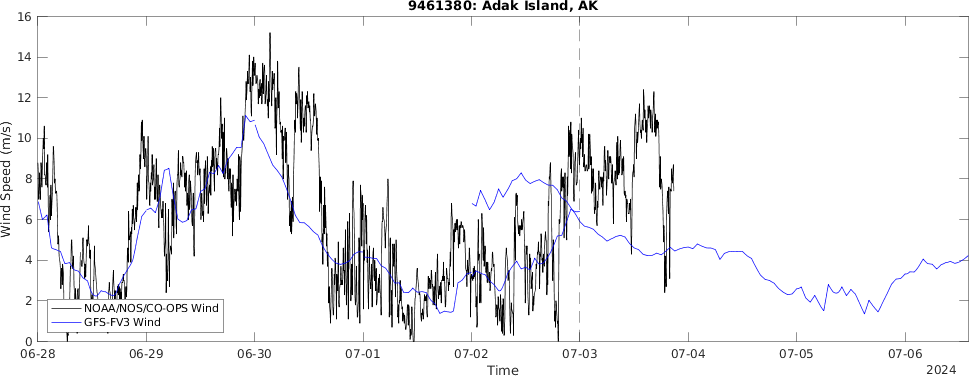 9461380: Adak Island, AK
Wind Speed (m/s)
16
14
12
10
8
6
4
2
0
NOAA/NOS/CO-OPS Wind
GFS-FV3 Wind
06-28 06-29 06-30 07-01 07-02 07-03 07-04 07-05 07-06
Time
2024